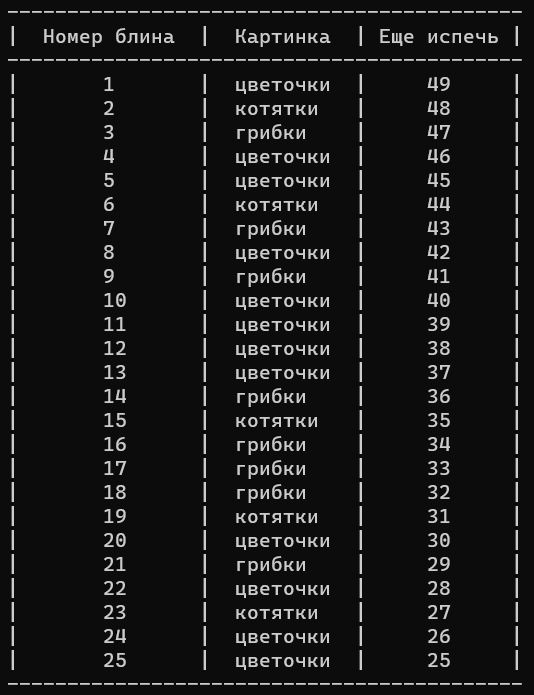 -------------------------------------------
|  Номер блина  |  Картинка  | Еще испечь |
-------------------------------------------
|       1       |  цветочки  |     49     |
|       2       |  котятки   |     48     |
|       3       |  грибки    |     47     |
|       4       |  цветочки  |     46     |
|       5       |  цветочки  |     45     |
|       6       |  котятки   |     44     |
|       7       |  грибки    |     43     |
|       8       |  цветочки  |     42     |
|       9       |  грибки    |     41     |
|       10      |  цветочки  |     40     |
|       11      |  цветочки  |     39     |
|       12      |  цветочки  |     38     |
|       13      |  цветочки  |     37     |
|       14      |  грибки    |     36     |
|       15      |  котятки   |     35     |
|       16      |  грибки    |     34     |
|       17      |  грибки    |     33     |
|       18      |  грибки    |     32     |
|       19      |  котятки   |     31     |
|       20      |  цветочки  |     30     |
|       21      |  грибки    |     29     |
|       22      |  цветочки  |     28     |
|       23      |  котятки   |     27     |
|       24      |  цветочки  |     26     |
|       25      |  цветочки  |     25     |
-------------------------------------------